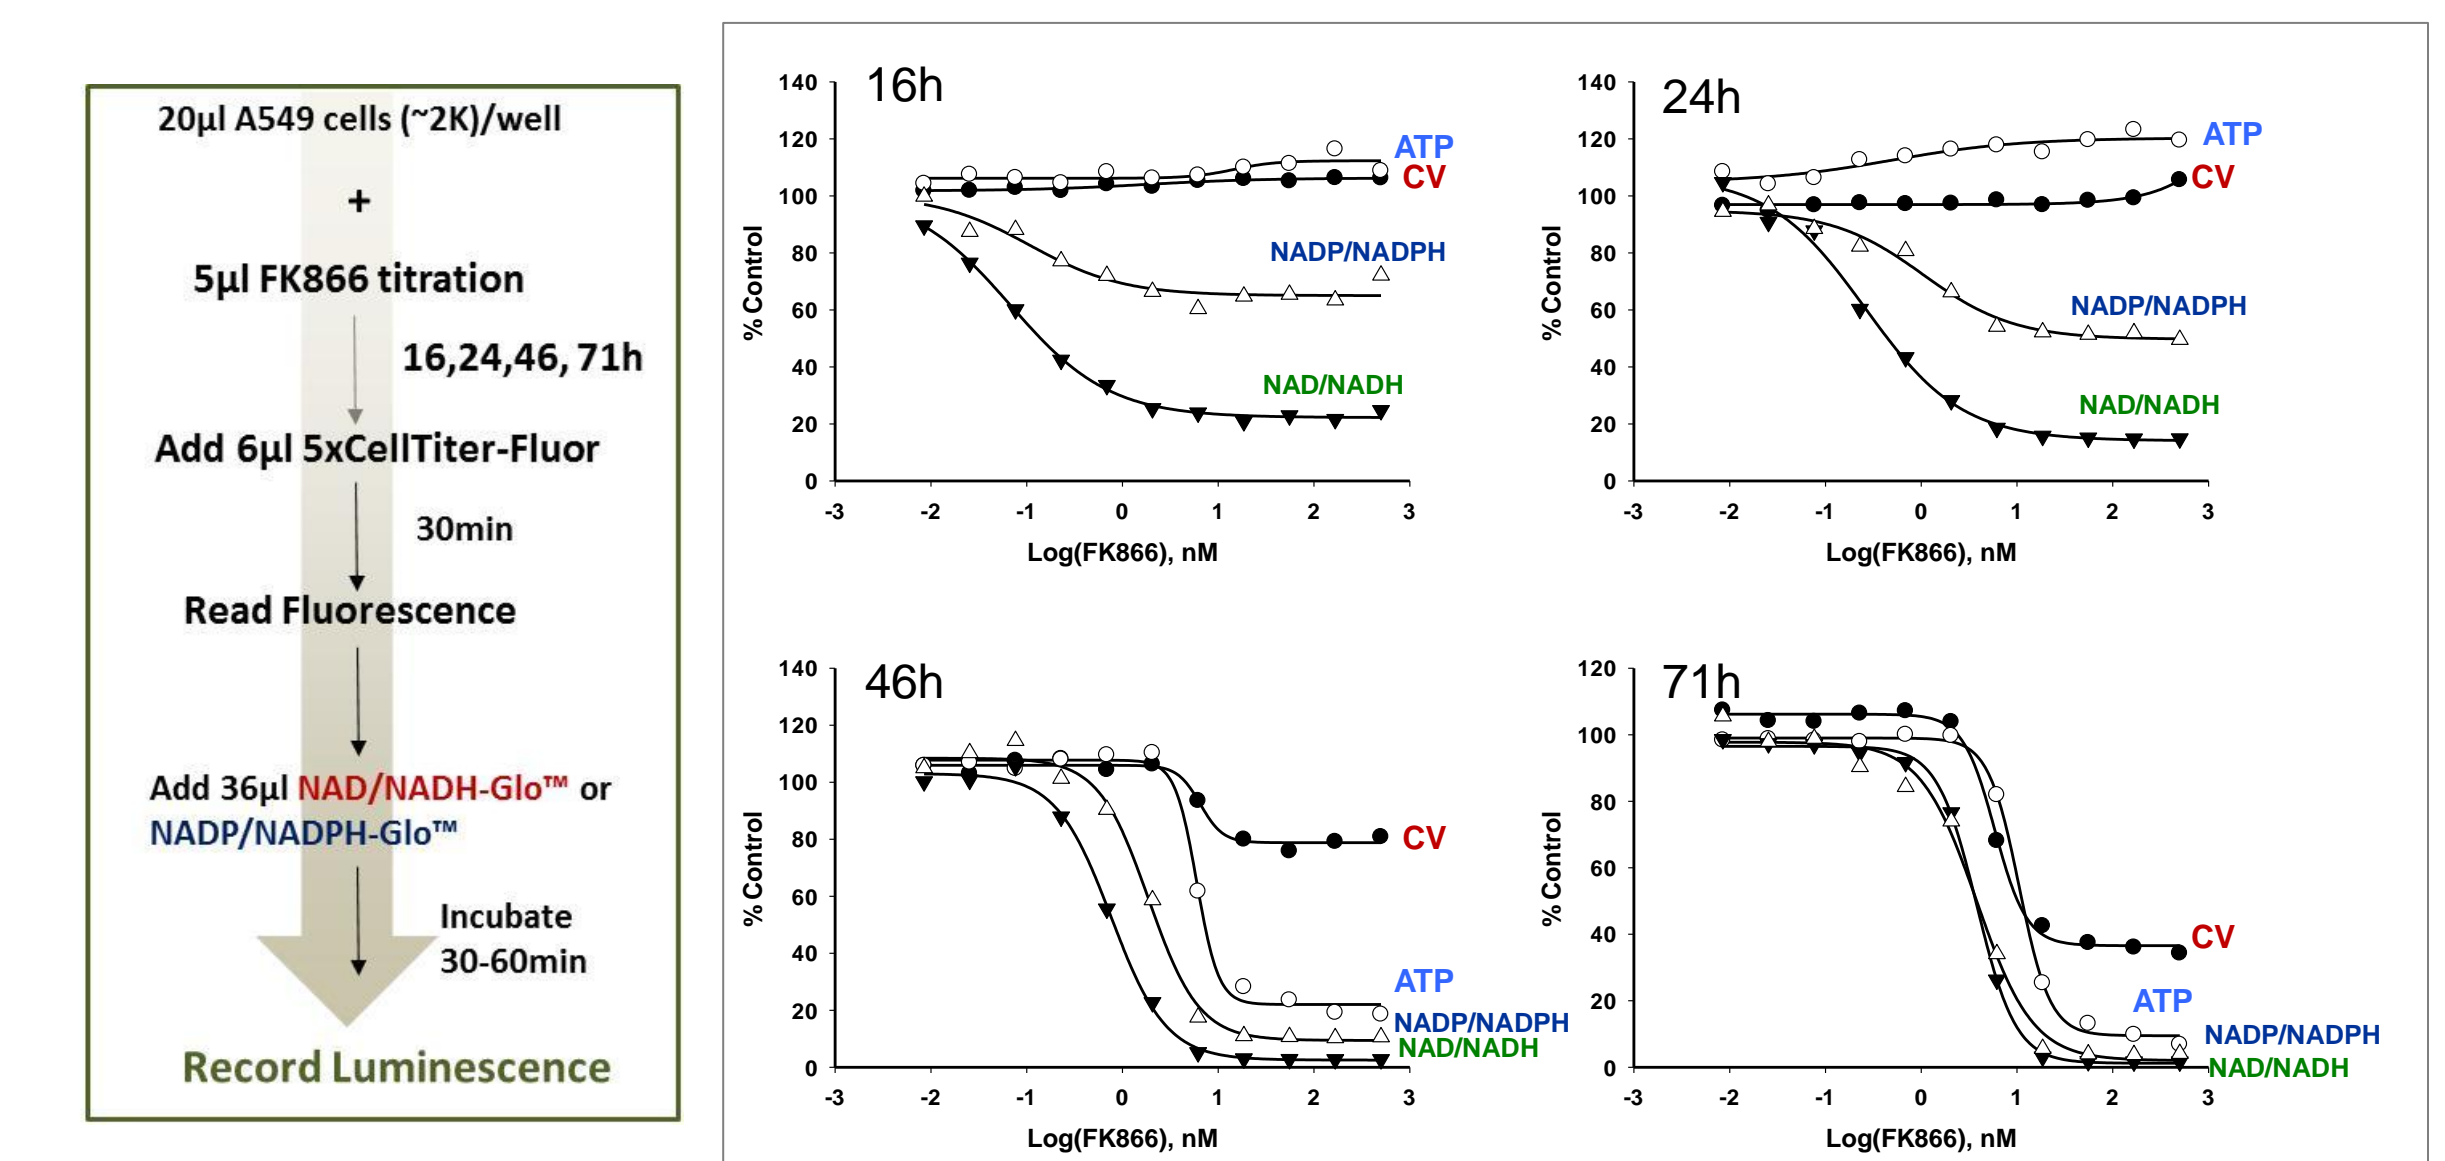 20µl A549 cells (~2K)/well
+
5µl FK866 titration
16,24,46, 71h
Add 6µl 5xCellTiter-Fluor
30min
Read Fluorescence
Add 36µl NAD/NADH-Glo™ or
NADP/NADPH-Glo™
Incubate
30-60min
Record Luminescence
16h
140
120
100
80
60
40
20
0
% Control
ATP
CV
NADP/NADPH
NAD/NADH
-3 -2 -1 0 1 2 3
Log(FK866), nM
24h
140
120
100
80
60
40
20
0
% Control
ATP
CV
NADP/NADPH
NAD/NADH
-3 -2 -1 0 1 2 3
Log(FK866), nM
46h
140
120
100
80
60
40
20
0
% Control
CV
ATP
NADP/NADPH
NAD/NADH
-3 -2 -1 0 1 2 3
Log(FK866), nM
71h
120
100
80
60
40
20
0
% Control
CV
ATP
NADP/NADPH
NAD/NADH
-3 -2 -1 0 1 2 3
Log(FK866), nM